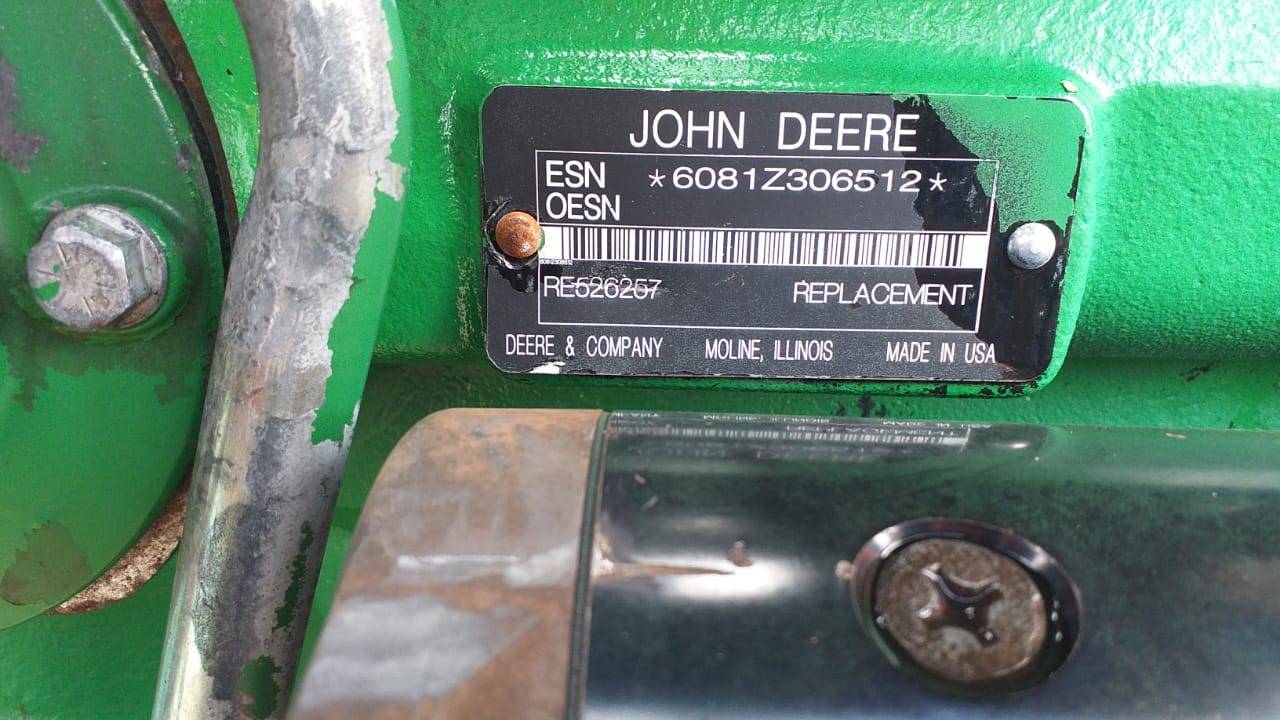 JOHN DEERE
ESN *6081Z306512*
OESN
RE526257 REPLACEMENT
DEERE & COMPANY MOLINE, ILLINOIS MADE IN USA